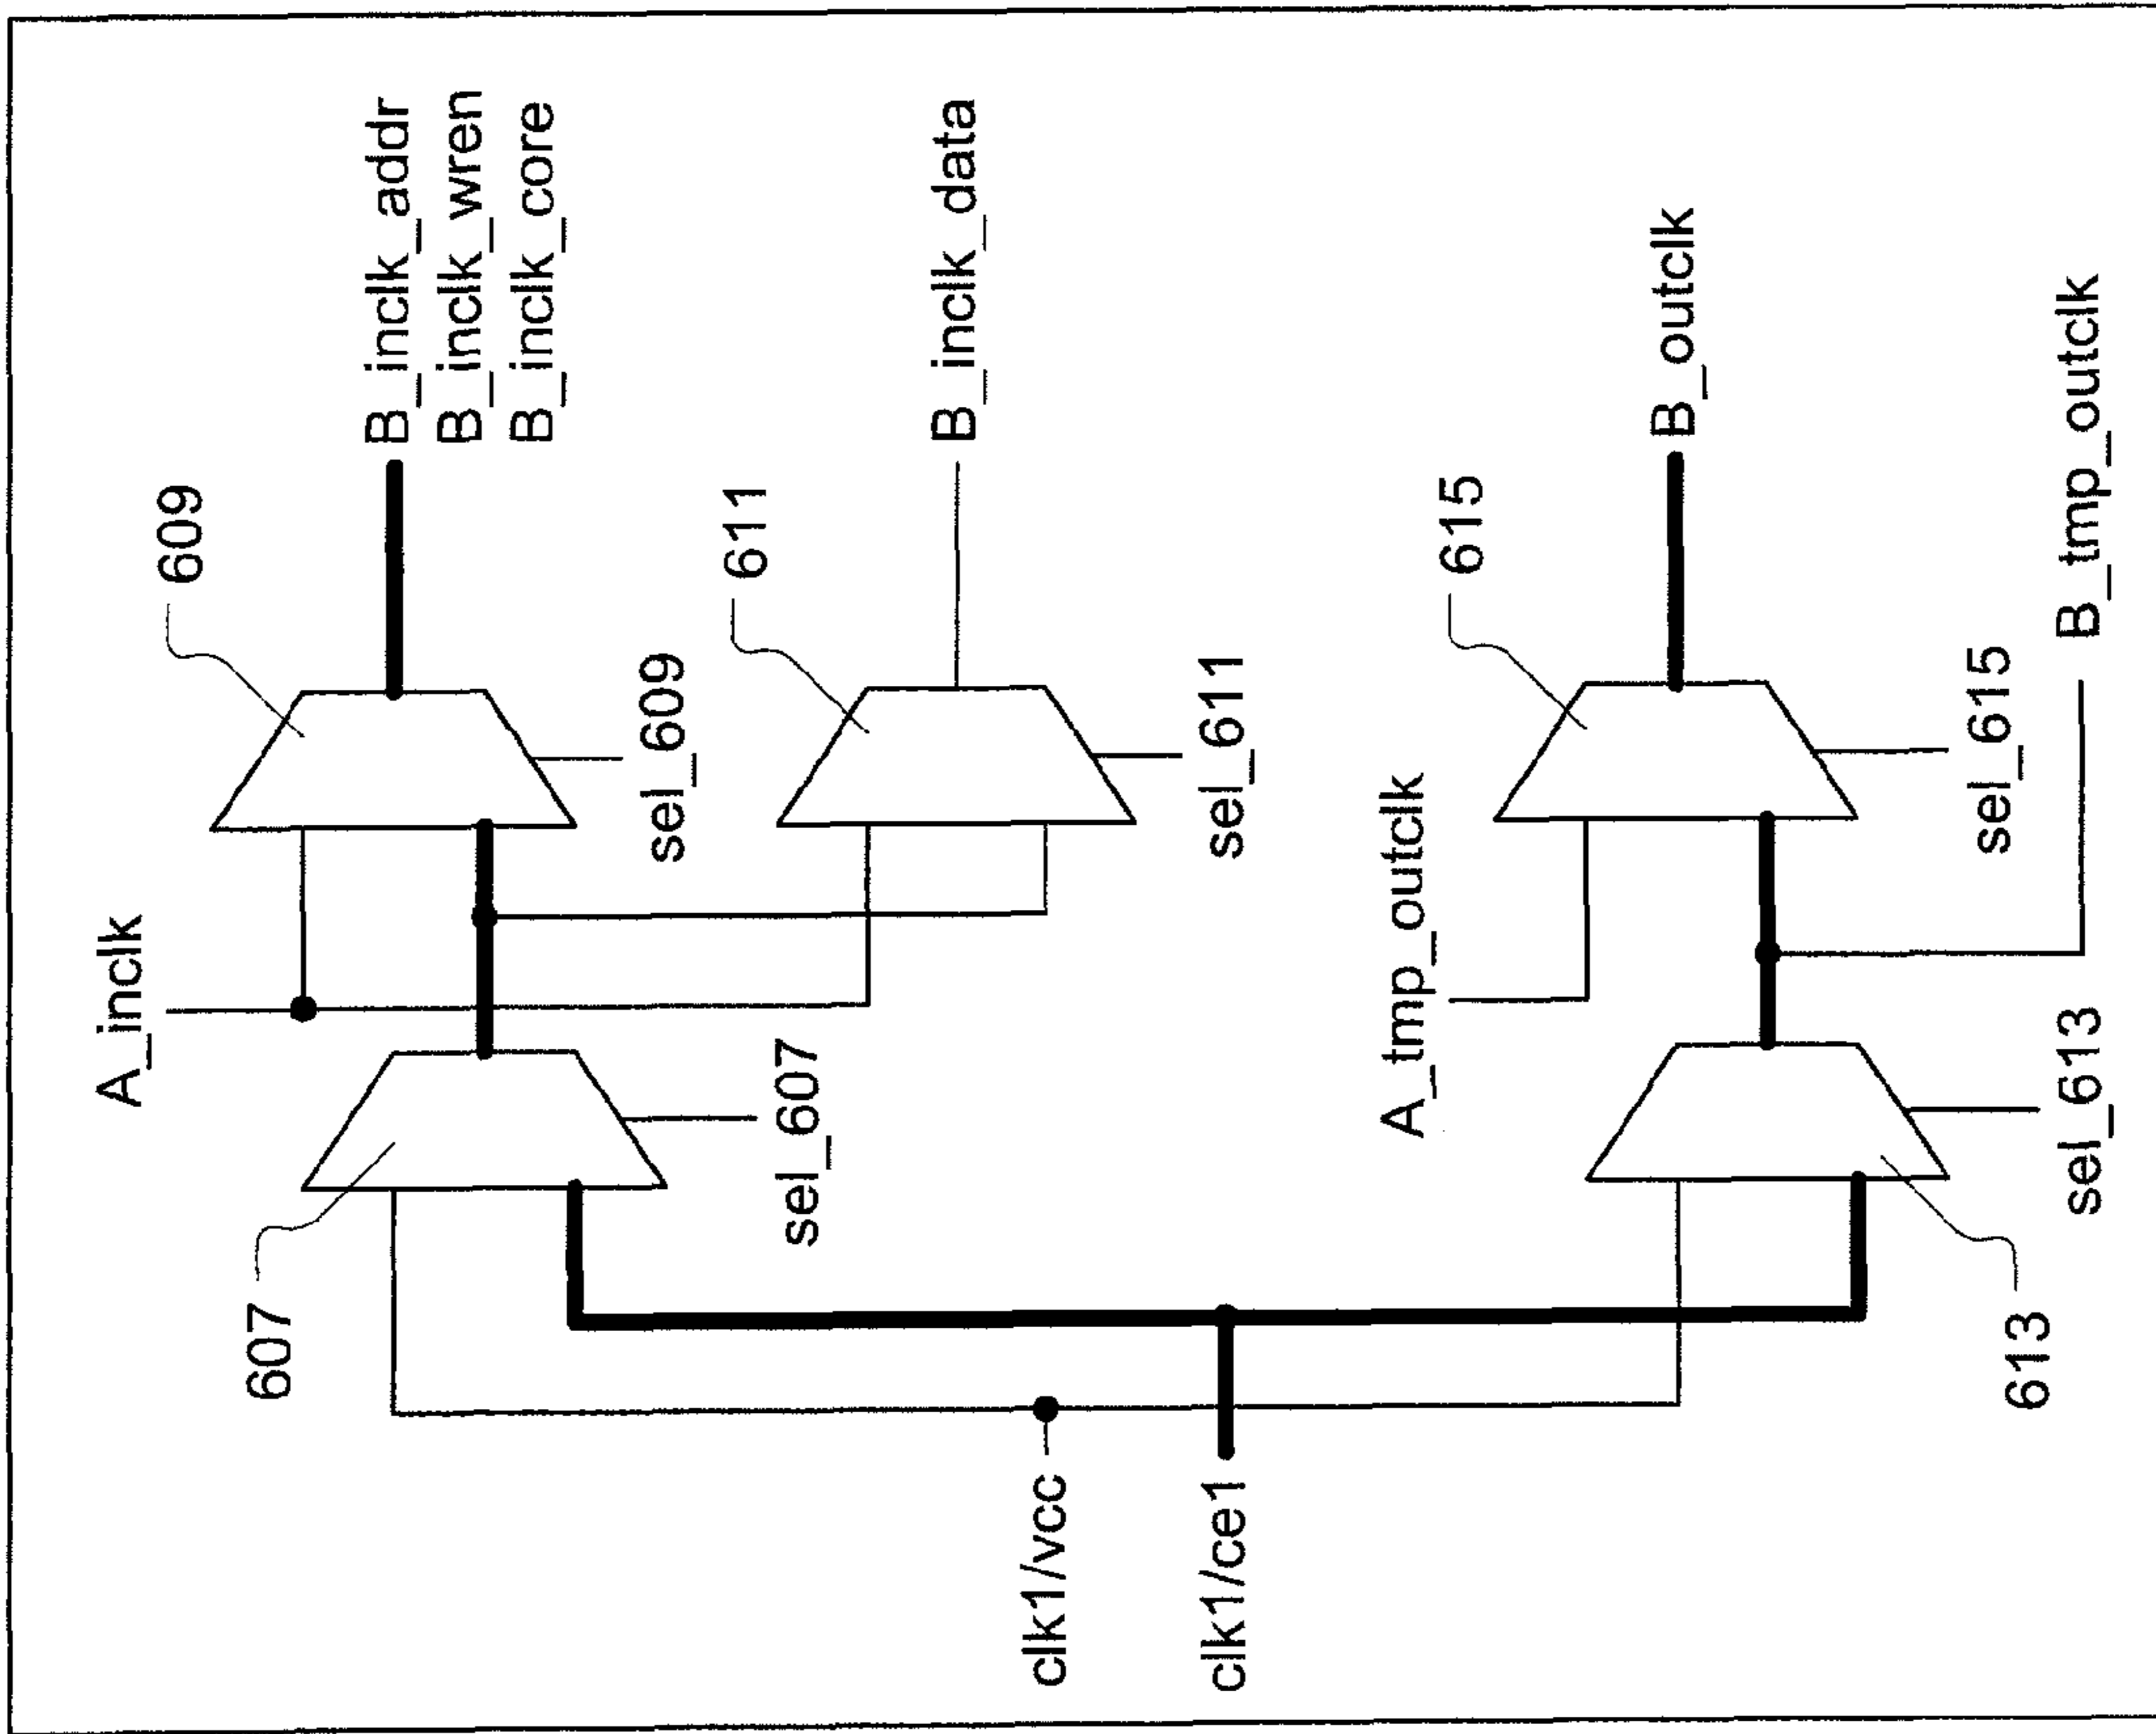 A_inclk
609
B_inclk_addr
B_inclk_wren
B_inclk_core
607
sel_609
sel_607
611
B_inclk_data
clk1/vcc
sel_611
clk1/ce1
A_tmp_outclk
615
B_outclk
613
sel_613
sel_615
B_tmp_outclk